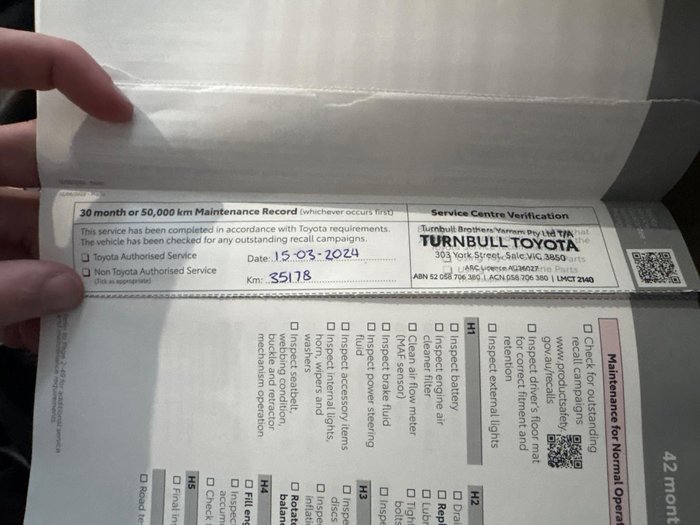 30 month or 50,000 km Maintenance Record (whichever occurs first)
This service has been completed in accordance with Toyota requirements.
The vehicle has been checked for any outstanding recall campaigns.
Toyota Authorised Service
Date: 15-03-2024
Non Toyota Authorised Service
(Tick as appropriate)
Km: 35178
Service Centre Verification
Turnbull Brothers Yarram Pty Ltd T/A
TURNBULL TOYOTA
303 York Street, Sale VIC 3850
ABN 52 058 706 380 | ACN 058 706 380 | LMCT 2140
42 mont
Maintenance for Normal Opera
Check for outstanding
recall campaigns
www.productsafety.
gov.au/recalls
Inspect driver's floor mat
for correct fitment and
retention
Inspect external lights
H1
Inspect battery
Inspect engine air
cleaner filter
Clean air flow meter
(MAF sensor)
Inspect brake fluid
Inspect power steering
fluid
Inspect accessory items
Inspect internal lights,
horn, wipers and
washers
Inspect seatbelt,
webbing condition,
buckle and retractor
mechanism operation
H2
H3
H4
H5